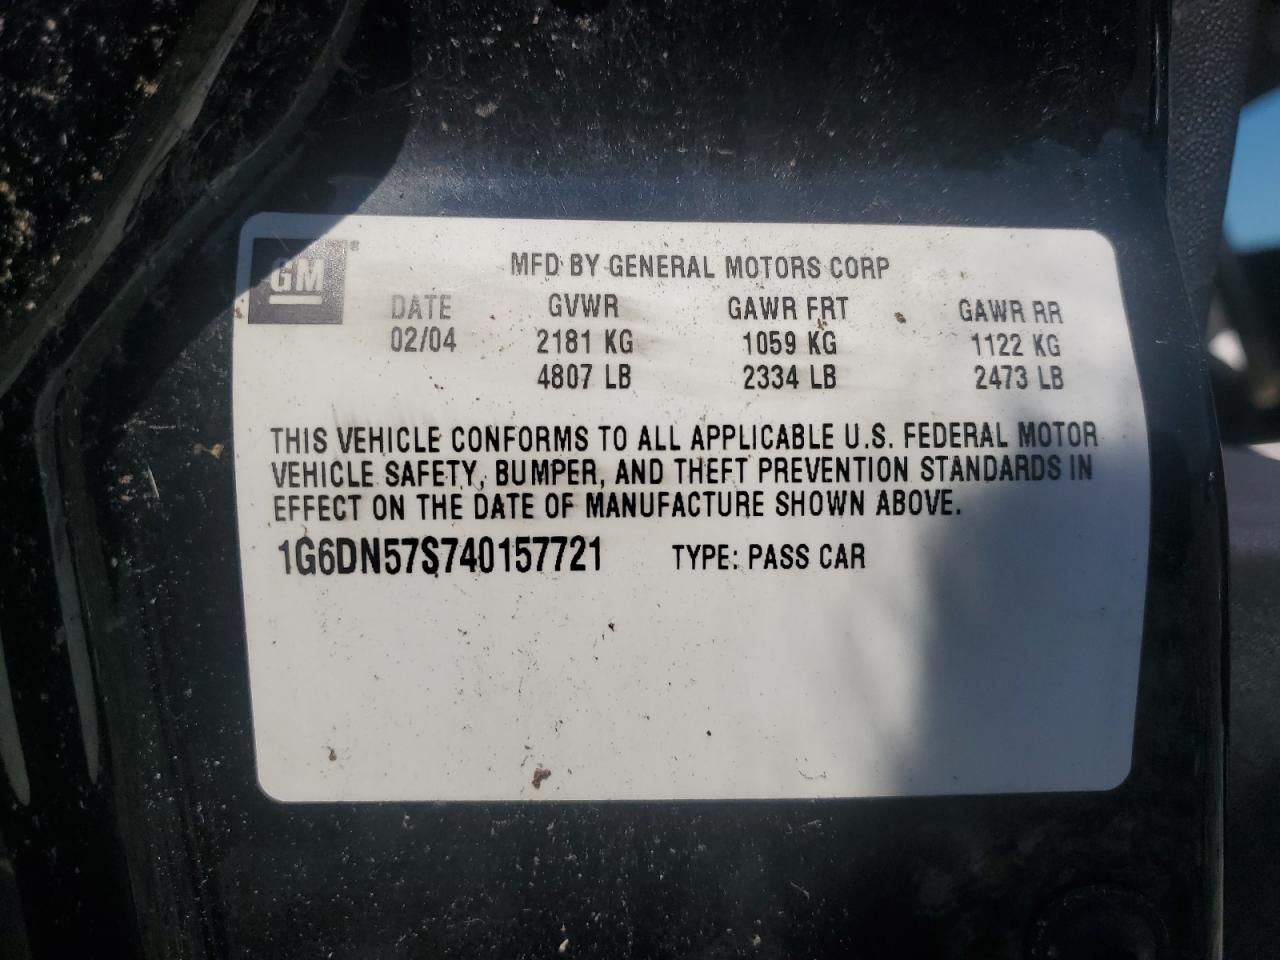 GM®
MFD BY GENERAL MOTORS CORP
DATE GVWR GAWR FRT GAWR RR
02/04 2181 KG 1059 KG 1122 KG
4807 LB 2334 LB 2473 LB
THIS VEHICLE CONFORMS TO ALL APPLICABLE U.S. FEDERAL MOTOR
VEHICLE SAFETY, BUMPER, AND THEFT PREVENTION STANDARDS IN
EFFECT ON THE DATE OF MANUFACTURE SHOWN ABOVE.
1G6DN57S740157721 TYPE: PASS CAR